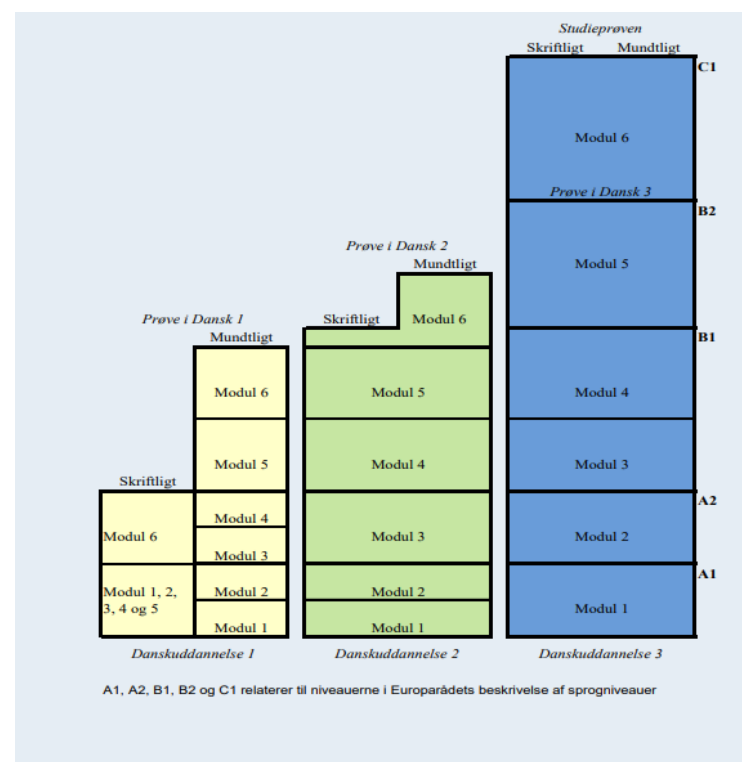 Studieprøven
Skriftligt Mundtligt
C1
Modul 6
Prøve i Dansk 3
B2
Modul 5
B1
Modul 4
Modul 3
A2
Modul 2
A1
Modul 1
Danskuddannelse 3
Prøve i Dansk 2
Mundtligt
Skriftligt
Modul 6
Modul 5
Modul 4
Modul 3
Modul 2
Modul 1
Danskuddannelse 2
Prøve i Dansk 1
Mundtligt
Modul 6
Modul 5
Skriftligt
Modul 4
Modul 6
Modul 3
Modul 1, 2,
3, 4 og 5
Modul 2
Modul 1
Danskuddannelse 1
A1, A2, B1, B2 og C1 relaterer til niveauerne i Europarådets beskrivelse af sprogniveauer